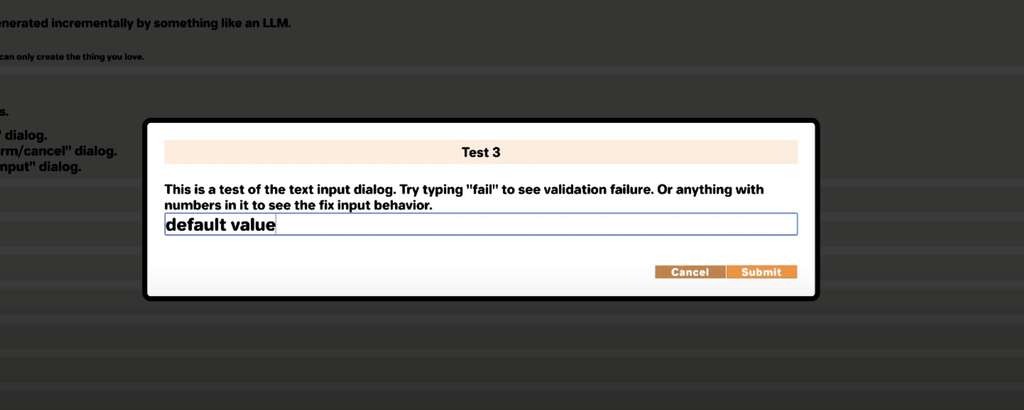 nerated incrementally by something like an LLM.
can only create the thing you love.
s.
" dialog.
rm/cancel" dialog.
nput" dialog.
Test 3
This is a test of the text input dialog. Try typing "fail" to see validation failure. Or anything with
numbers in it to see the fix input behavior.
default value
Cancel Submit